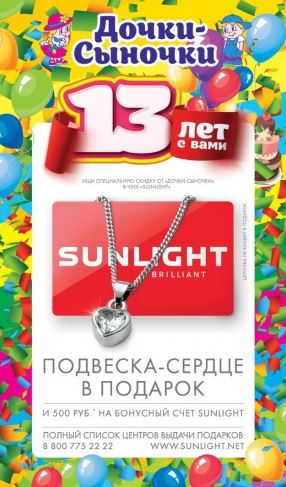 Дочки-
Сыночки
13
ЛЕТ
С ВАМИ
ИЩИ СПЕЦИАЛЬНУЮ СКИДКУ ОТ «ДОЧКИ-СЫНОЧКИ»
В ЧЕКЕ «SUNLIGHT»
SUNLIGHT
BRILLIANT
ЦЕПОЧКА НЕ ВХОДИТ В ПОДАРОК
ПОДВЕСКА-СЕРДЦЕ
В ПОДАРОК
И 500 РУБ.* НА БОНУСНЫЙ СЧЕТ SUNLIGHT
ПОЛНЫЙ СПИСОК ЦЕНТРОВ ВЫДАЧИ ПОДАРКОВ:
8 800 775 22 22 WWW.SUNLIGHT.NET